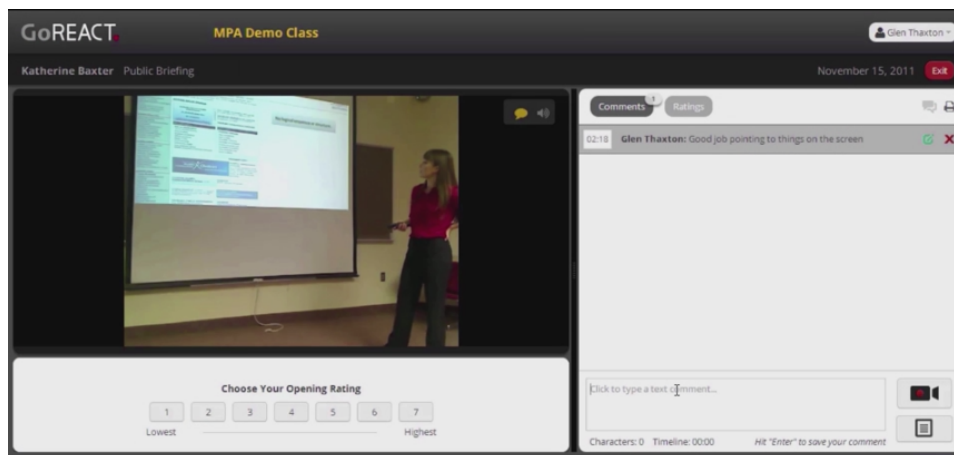 GoREACT
MPA Demo Class
Glen Thaxton
Katherine Baxter Public Briefing
November 15, 2011 Exit
Comments 1 Ratings
02:18 Glen Thaxton: Good job pointing to things on the screen
Choose Your Opening Rating
1 2 3 4 5 6 7
Lowest Highest
Click to type a text comment...
Characters: 0 Timeline: 00:00 Hit "Enter" to save your comment